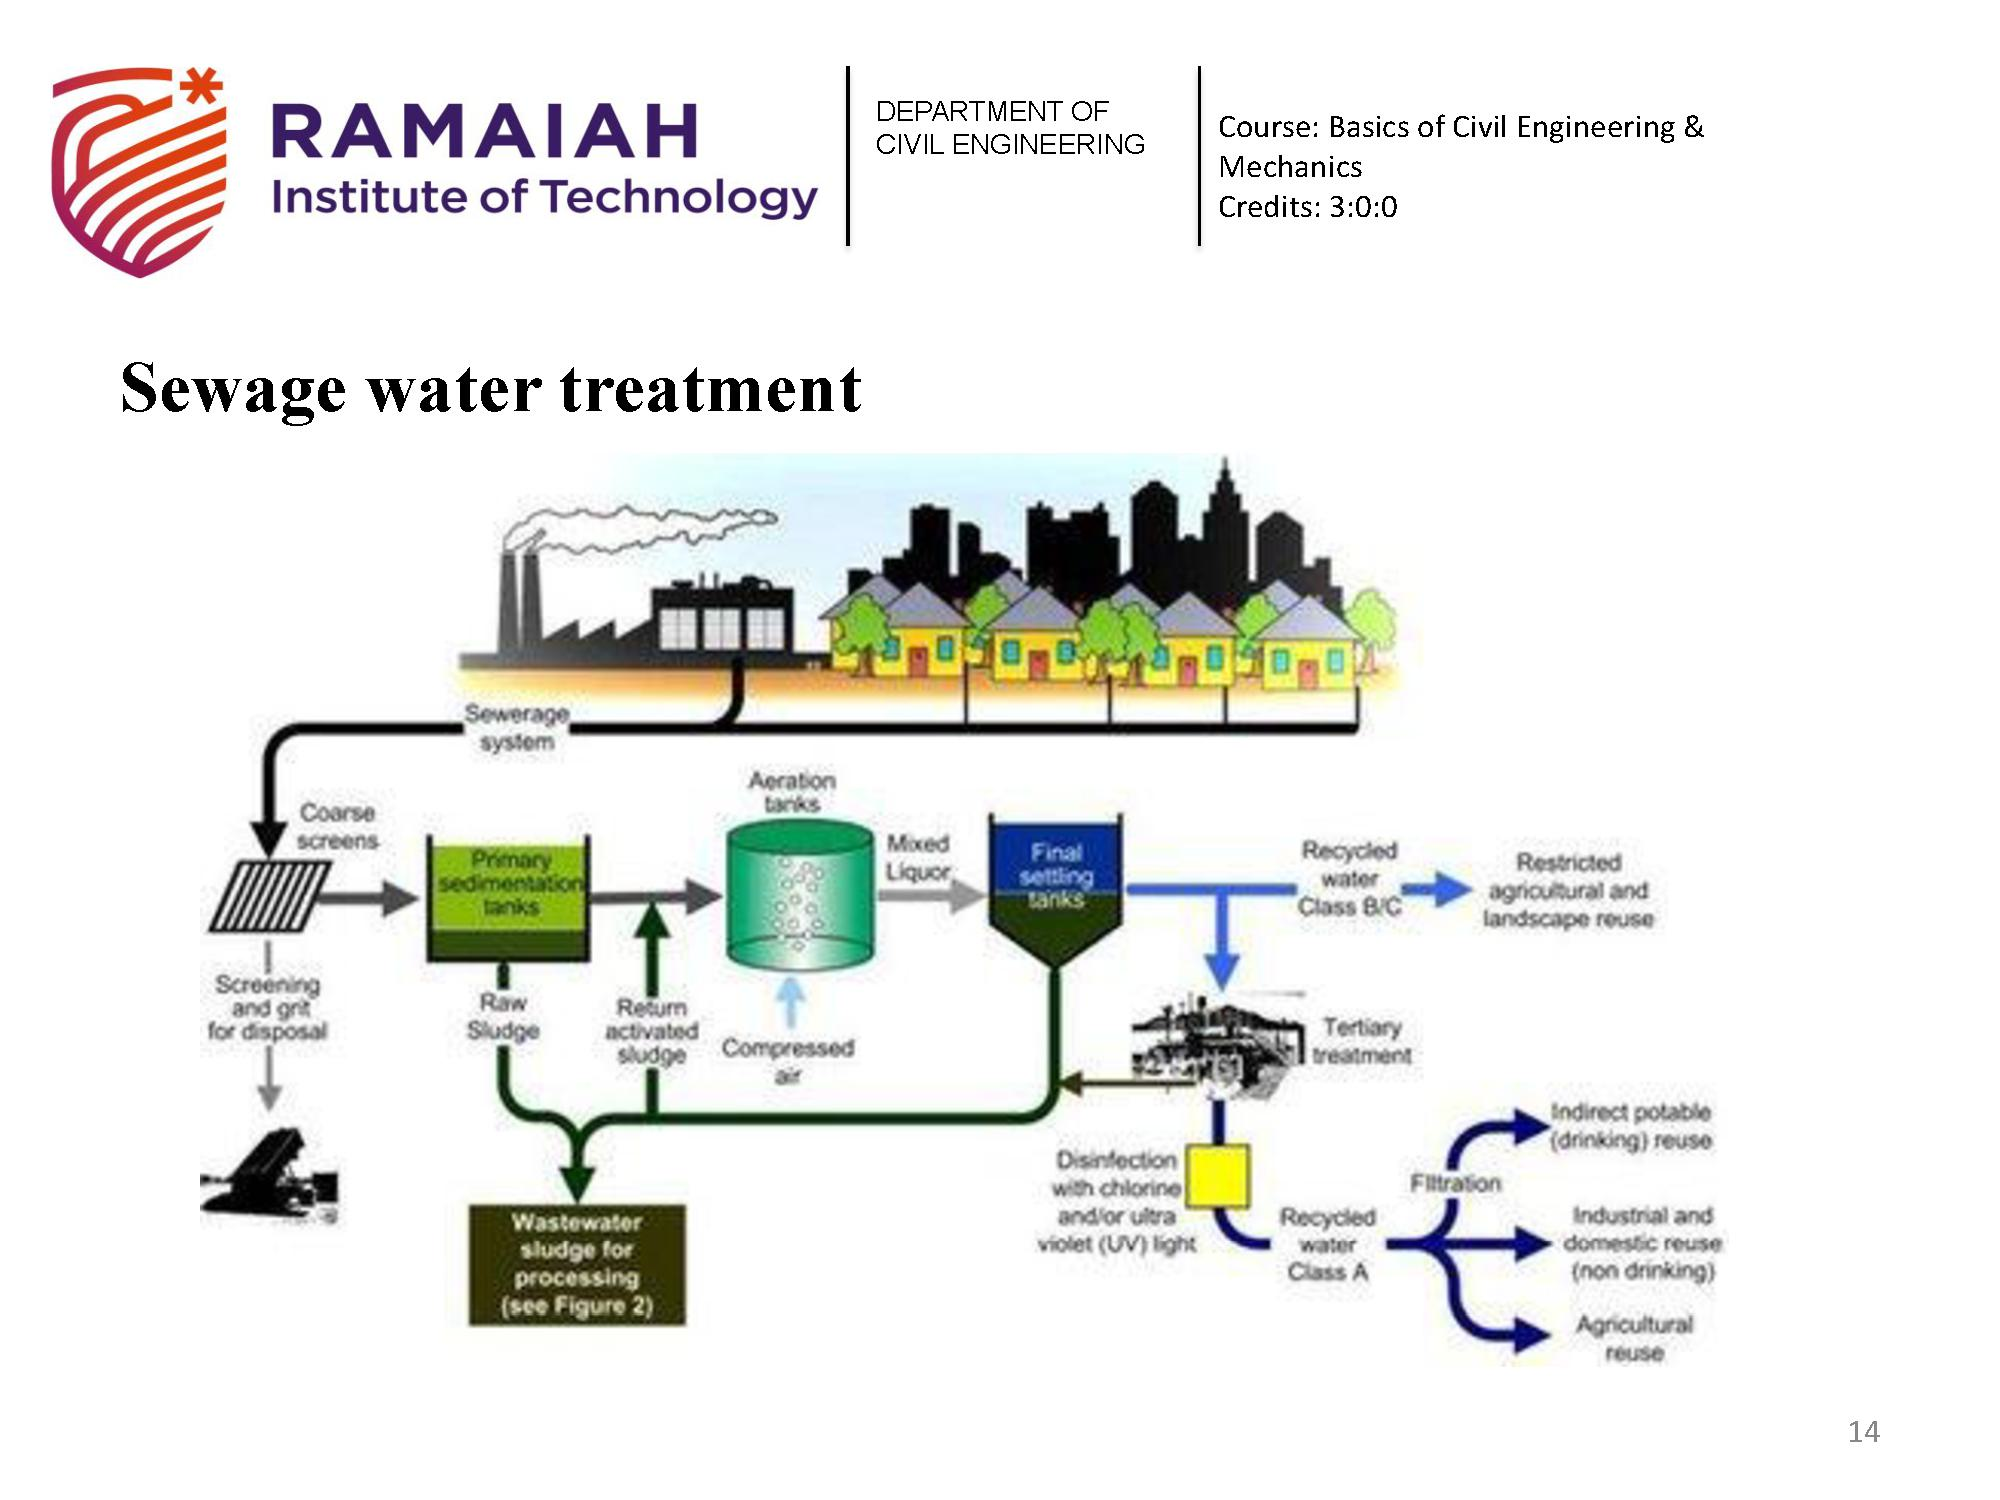 RAMAIAH
Institute of Technology
DEPARTMENT OF
CIVIL ENGINEERING
Course: Basics of Civil Engineering &
Mechanics
Credits: 3:0:0
Sewage water treatment
Sewerage
system
Coarse
screens
Primary
sedimentation
tanks
Aeration
tanks
Mixed
Liquor
Final
settling
tanks
Recycled
water
Class B/C
Restricted
agricultural and
landscape reuse
Screening
and grit
for disposal
Raw
Sludge
Return
activated
sludge
Compressed
air
Tertiary
treatment
Wastewater
sludge for
processing
(see Figure 2)
Disinfection
with chlorine
and/or ultra
violet (UV) light
Recycled
water
Class A
Filtration
Indirect potable
(drinking) reuse
Industrial and
domestic reuse
(non drinking)
Agricultural
reuse
14